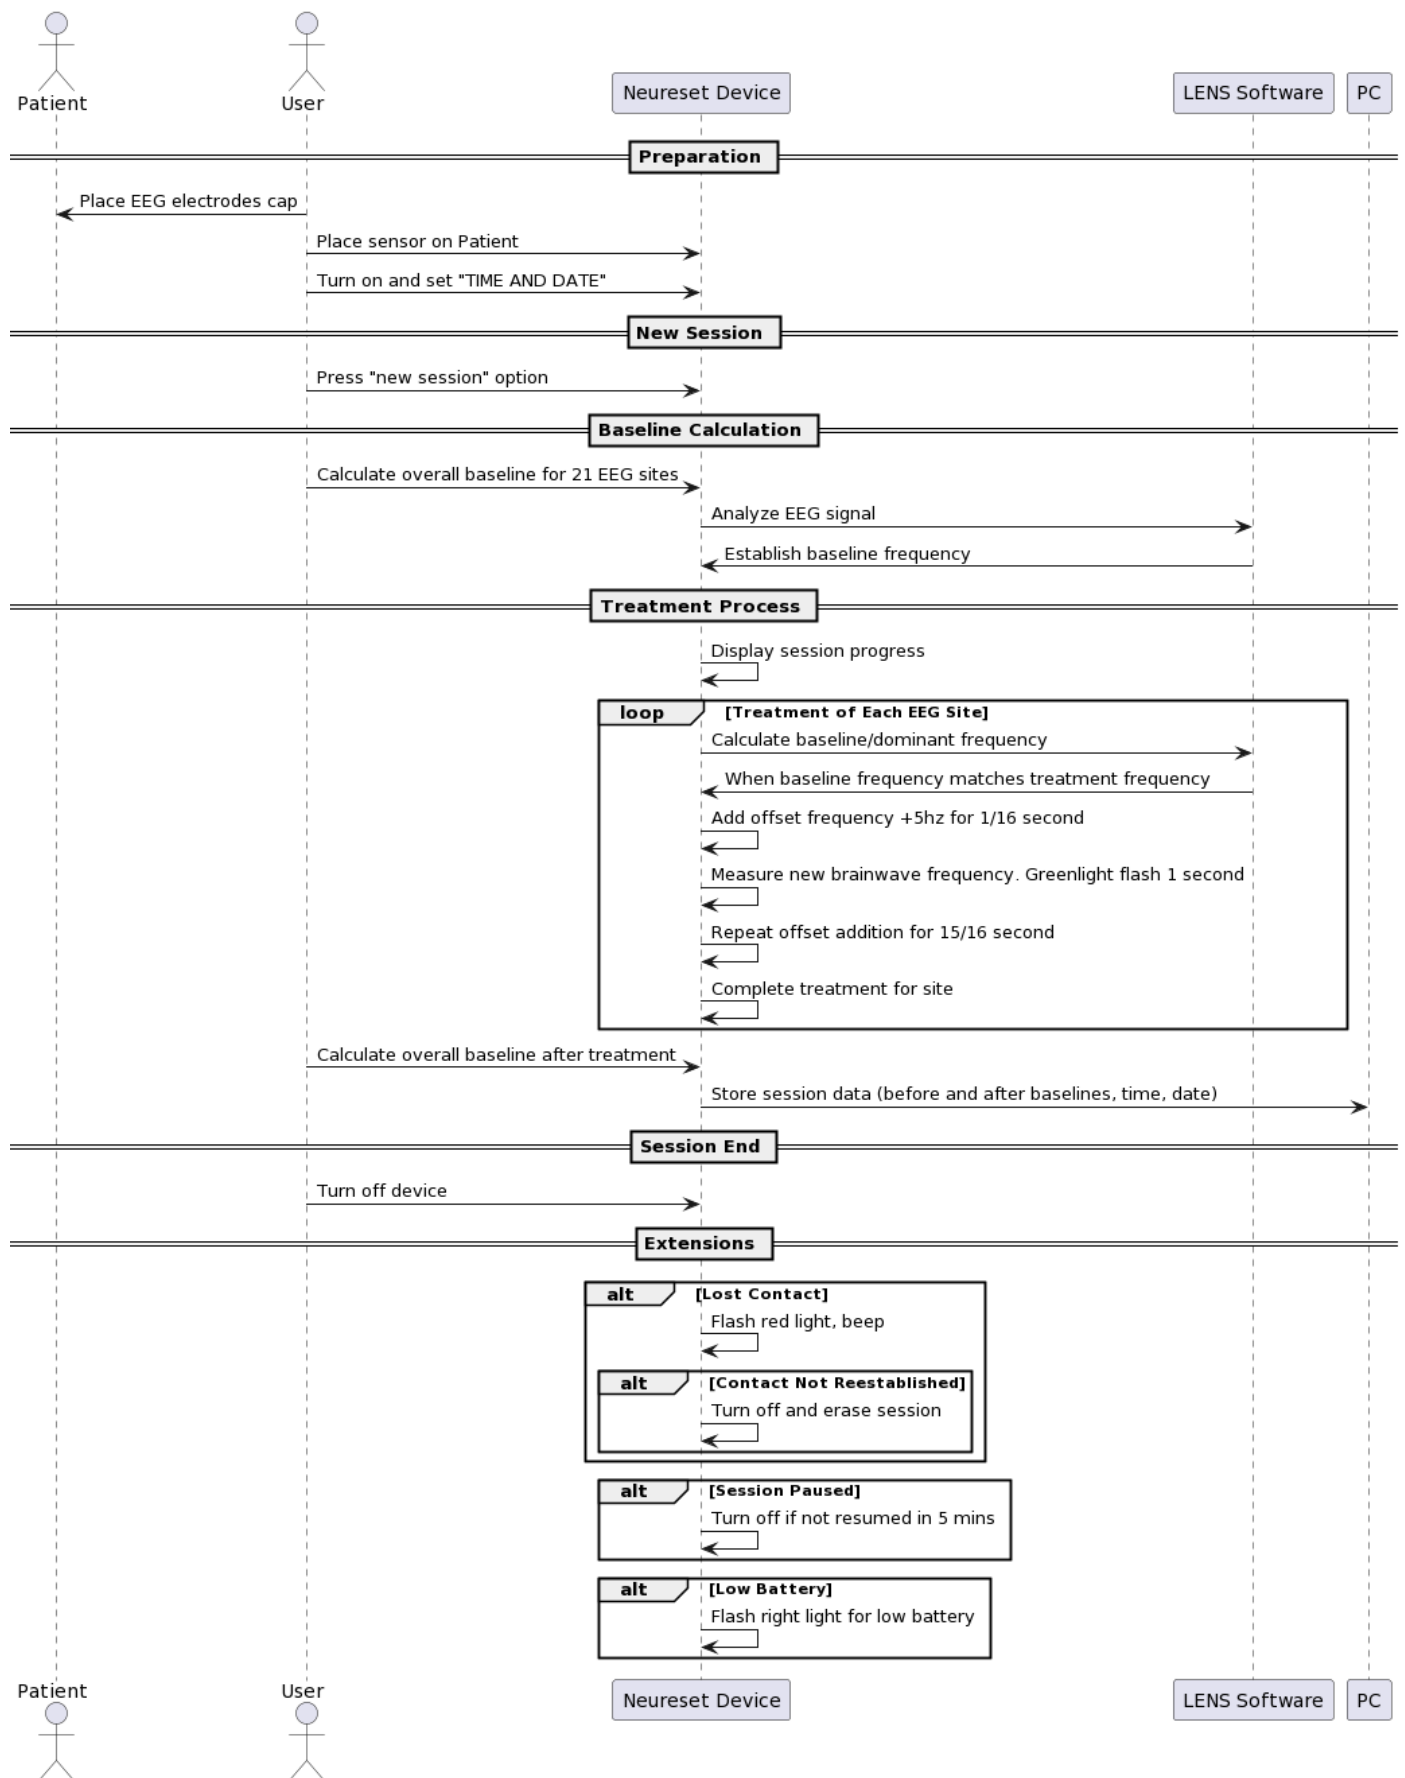 Patient
User
Neureset Device
LENS Software
PC
Preparation
Place EEG electrodes cap
Place sensor on Patient
Turn on and set "TIME AND DATE"
New Session
Press "new session" option
Baseline Calculation
Calculate overall baseline for 21 EEG sites
Analyze EEG signal
Establish baseline frequency
Treatment Process
Display session progress
loop [Treatment of Each EEG Site]
Calculate baseline/dominant frequency
When baseline frequency matches treatment frequency
Add offset frequency +5hz for 1/16 second
Measure new brainwave frequency. Greenlight flash 1 second
Repeat offset addition for 15/16 second
Complete treatment for site
Calculate overall baseline after treatment
Store session data (before and after baselines, time, date)
Session End
Turn off device
Extensions
alt [Lost Contact]
Flash red light, beep
alt [Contact Not Reestablished]
Turn off and erase session
alt [Session Paused]
Turn off if not resumed in 5 mins
alt [Low Battery]
Flash right light for low battery
Patient
User
Neureset Device
LENS Software
PC